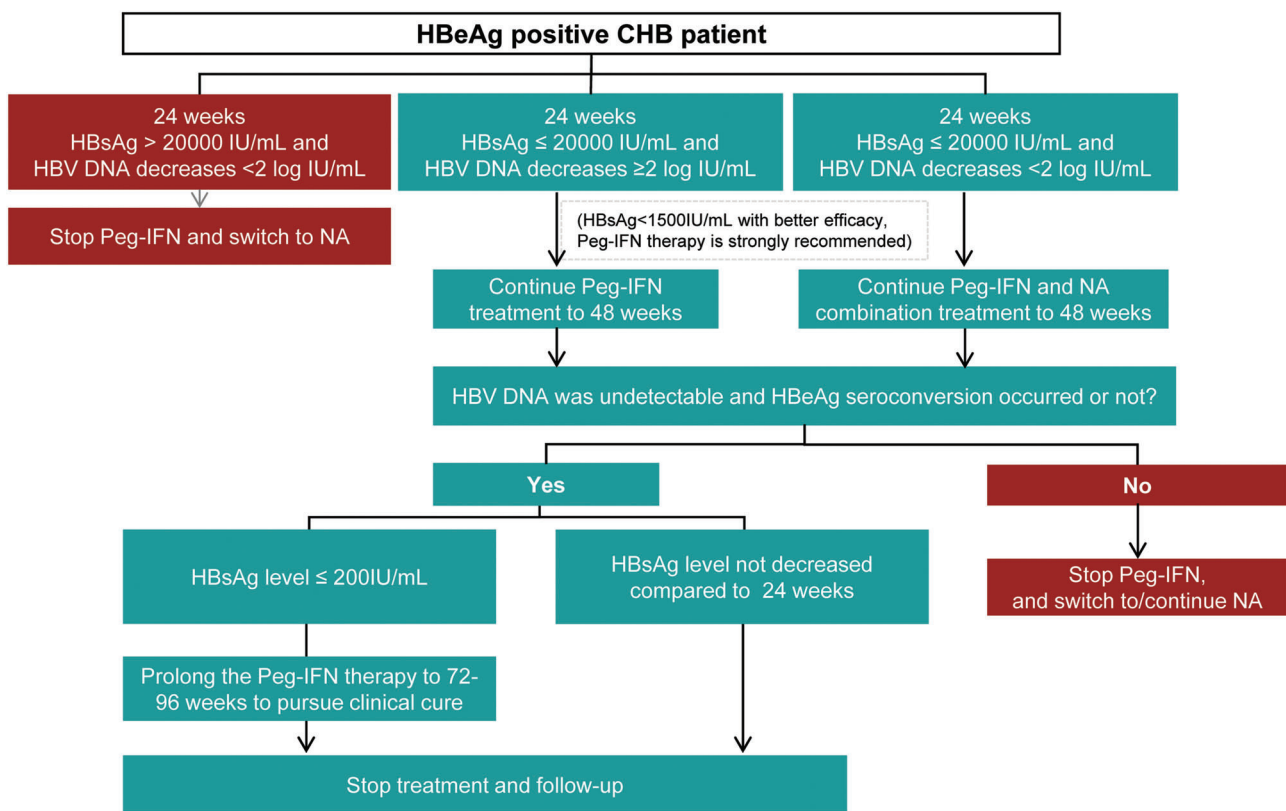 HBeAg positive CHB patient
24 weeks
HBsAg > 20000 IU/mL and
HBV DNA decreases <2 log IU/mL
24 weeks
HBsAg ≤ 20000 IU/mL and
HBV DNA decreases ≥2 log IU/mL
24 weeks
HBsAg ≤ 20000 IU/mL and
HBV DNA decreases <2 log IU/mL
Stop Peg-IFN and switch to NA
(HBsAg<1500IU/mL with better efficacy,
Peg-IFN therapy is strongly recommended)
Continue Peg-IFN
treatment to 48 weeks
Continue Peg-IFN and NA
combination treatment to 48 weeks
HBV DNA was undetectable and HBeAg seroconversion occurred or not?
Yes
No
HBsAg level ≤ 200IU/mL
HBsAg level not decreased
compared to 24 weeks
Stop Peg-IFN,
and switch to/continue NA
Prolong the Peg-IFN therapy to 72-
96 weeks to pursue clinical cure
Stop treatment and follow-up